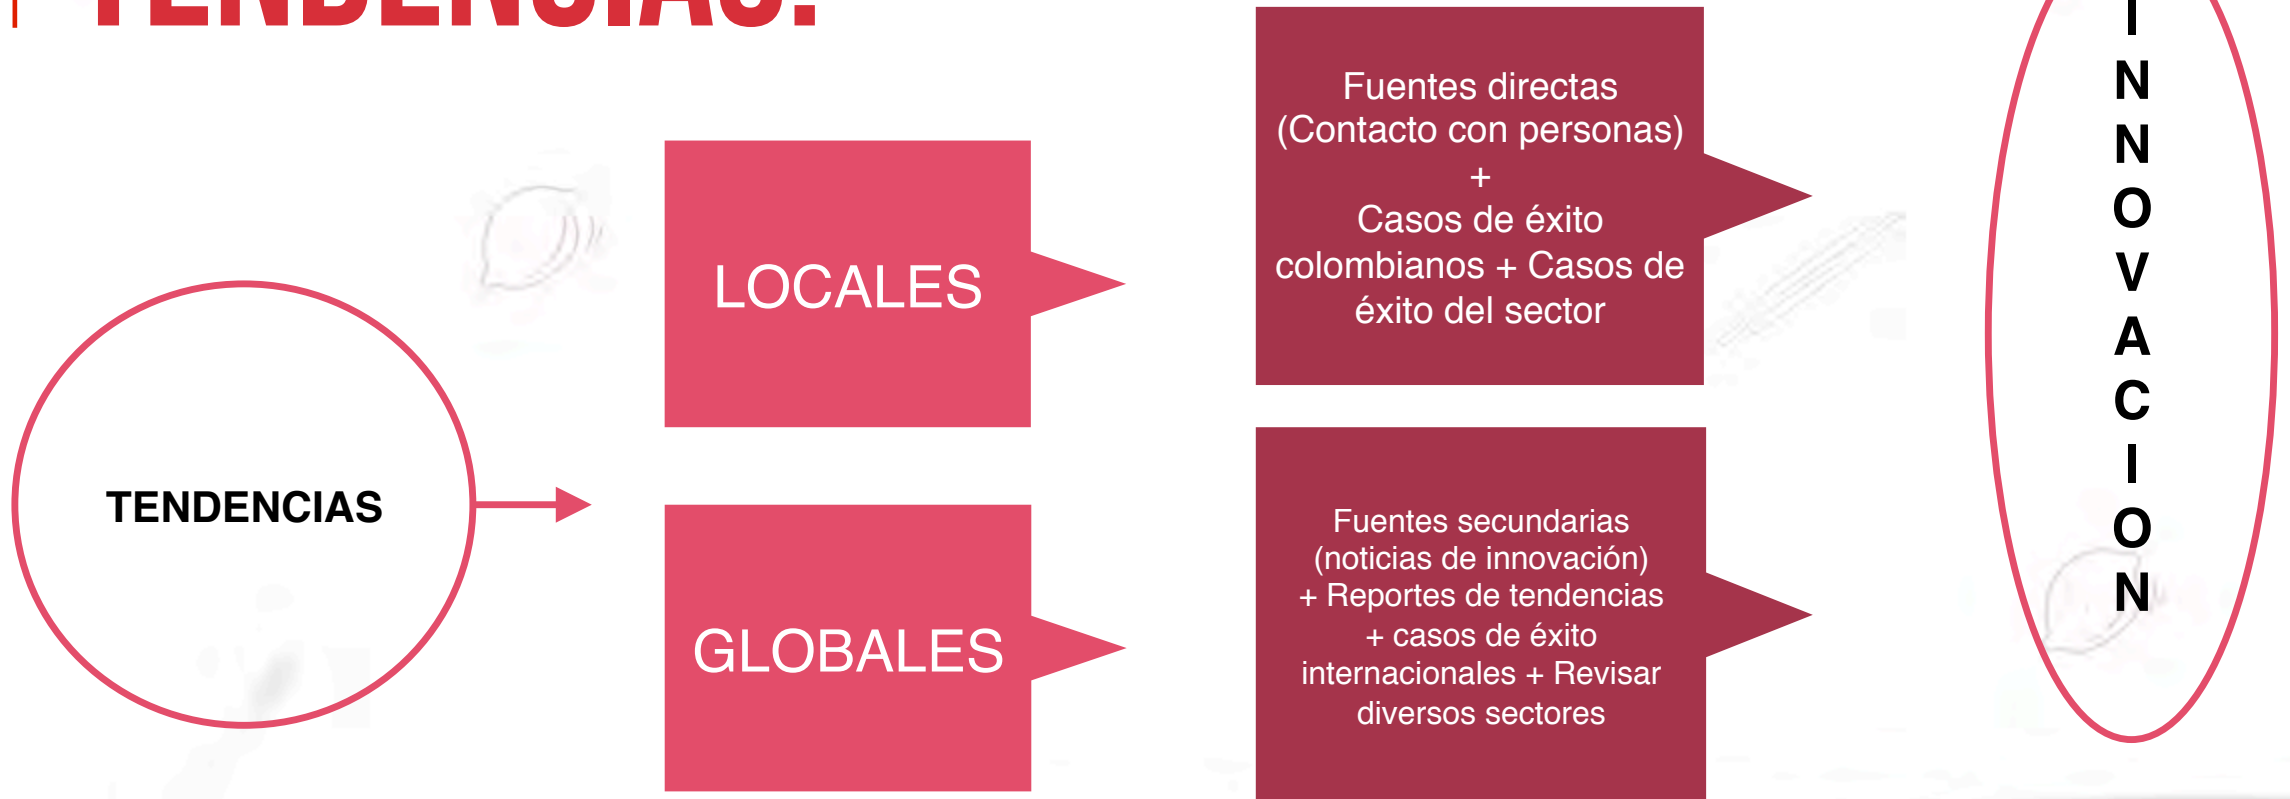 TENDENCIAS.
TENDENCIAS
LOCALES
GLOBALES
Fuentes directas
(Contacto con personas)
+
Casos de éxito
colombianos + Casos de
éxito del sector
Fuentes secundarias
(noticias de innovación)
+ Reportes de tendencias
+ casos de éxito
internacionales + Revisar
diversos sectores
I
N
N
O
V
A
C
I
O
N